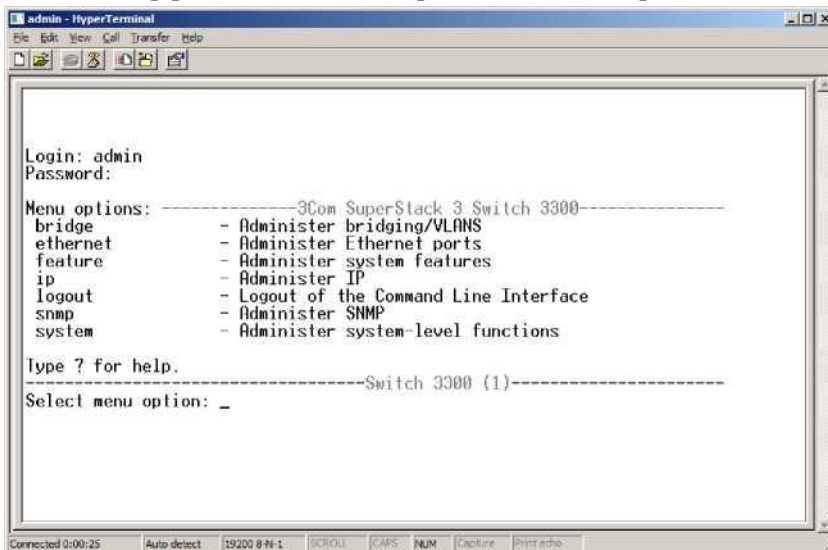 admin - HyperTerminal
File Edit View Call Transfer Help
Login: admin
Password:
Menu options: --------------3Com SuperStack 3 Switch 3300---------------
bridge - Administer bridging/VLANS
ethernet - Administer Ethernet ports
feature - Administer system features
ip - Administer IP
logout - Logout of the Command Line Interface
snmp - Administer SNMP
system - Administer system-level functions
Type ? for help.
-----------------------------------Switch 3300 (1)----------------------
Select menu option: _
Connected 0:00:25 Auto detect 19200 8-N-1 SCROLL CAPS NUM Capture Print echo